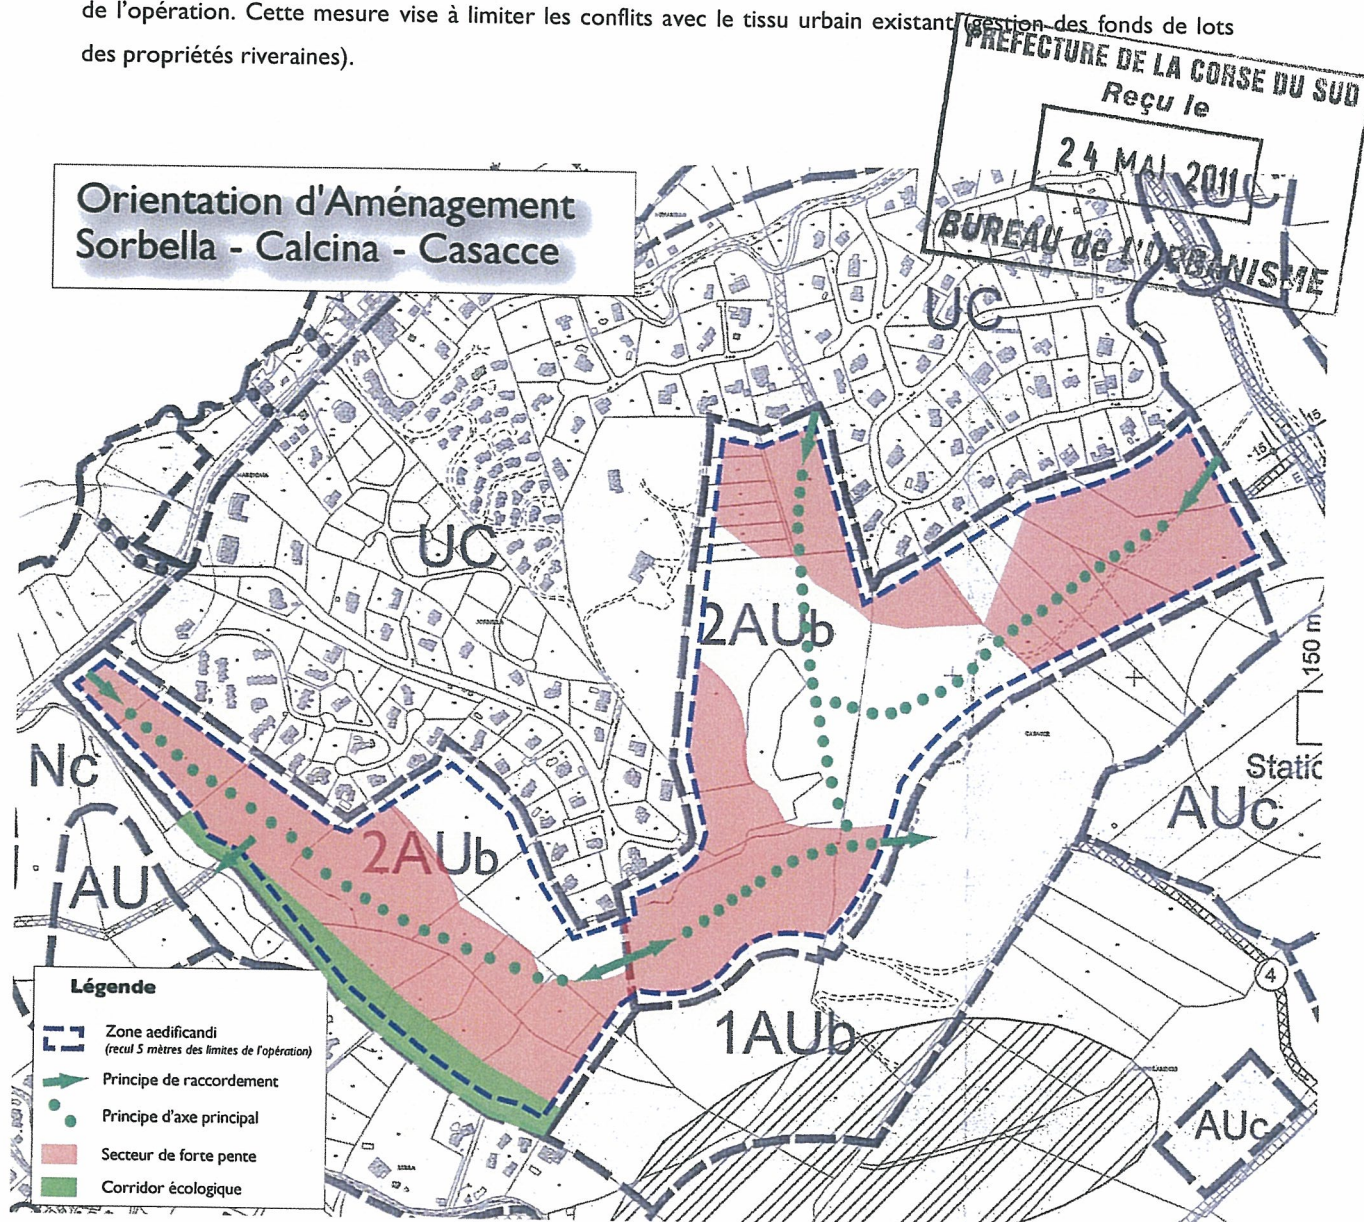 de l'opération. Cette mesure vise à limiter les conflits avec le tissu urbain existant (gestion des fonds de lots
des propriétés riveraines).
PREFECTURE DE LA CORSE DU SUD
Reçu le
24 MAI 2011
BUREAU de L'URBANISME
Orientation d'Aménagement
Sorbella - Calcina - Casacce
UC
UC
UC
2AUb
150 m
Nc
Static
AUc
2AUb
AU
4
1AUb
AUc
Légende
Zone aedificandi
(recul 5 mètres des limites de l'opération)
Principe de raccordement
Principe d'axe principal
Secteur de forte pente
Corridor écologique